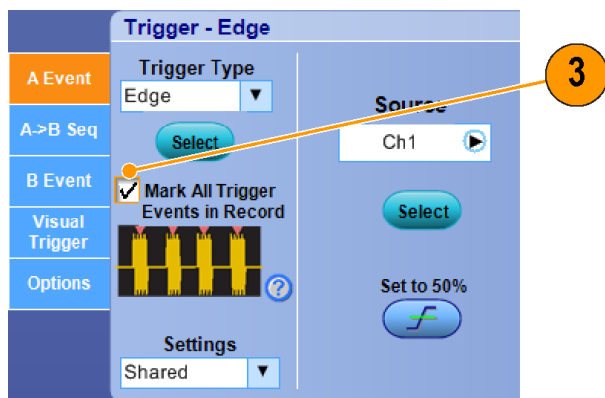 Trigger - Edge
A Event
A->B Seq
B Event
Visual
Trigger
Options
Trigger Type
Edge
Select
Mark All Trigger
Events in Record
?
Settings
Shared
Source
Ch1
Select
Set to 50%
3